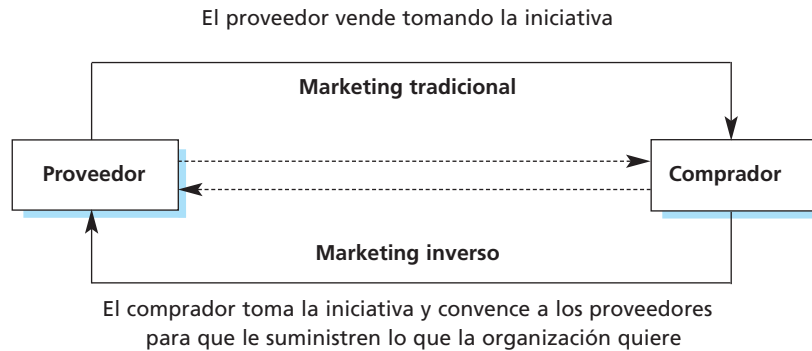 El proveedor vende tomando la iniciativa
Marketing tradicional
Proveedor
Comprador
Marketing inverso
El comprador toma la iniciativa y convence a los proveedores
para que le suministren lo que la organización quiere